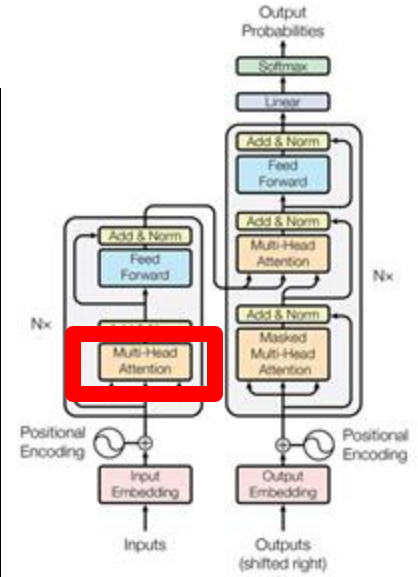 Output
Probabilities
Softmax
Linear
Add & Norm
Feed
Forward
Add & Norm
Multi-Head
Attention
Nx
Add & Norm
Masked
Multi-Head
Attention
Add & Norm
Feed
Forward
Nx
Multi-Head
Attention
Positional
Encoding
Input
Embedding
Inputs
Positional
Encoding
Output
Embedding
Outputs
(shifted right)